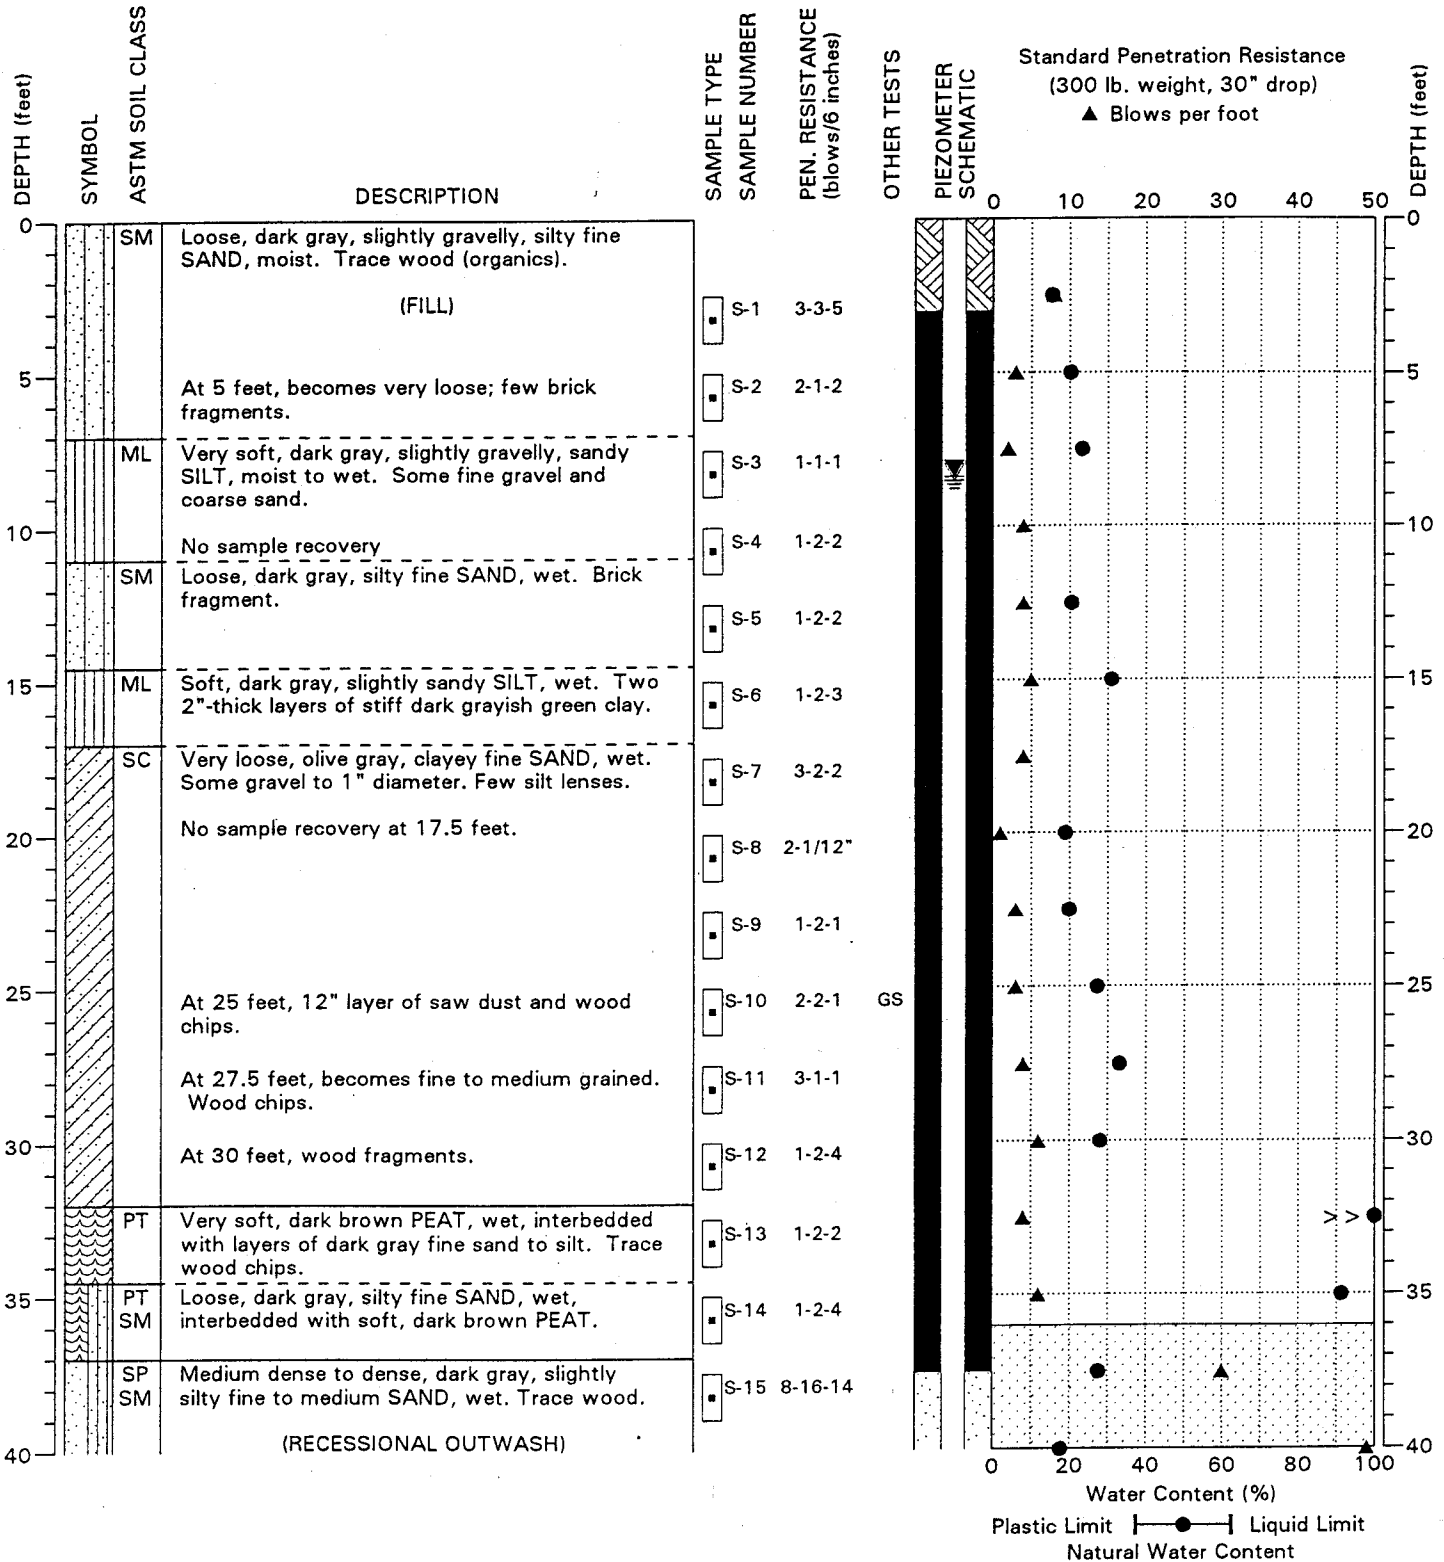 DEPTH (feet)
SYMBOL
ASTM SOIL CLASS
DESCRIPTION
SAMPLE TYPE
SAMPLE NUMBER
PEN. RESISTANCE
(blows/6 inches)
OTHER TESTS
PIEZOMETER
SCHEMATIC
Standard Penetration Resistance
(300 lb. weight, 30" drop)
▲ Blows per foot
DEPTH (feet)
0 10 20 30 40 50
0
SM Loose, dark gray, slightly gravelly, silty fine
SAND, moist. Trace wood (organics).
0
(FILL)
S-1 3-3-5
5
At 5 feet, becomes very loose; few brick
fragments.
S-2 2-1-2
5
ML Very soft, dark gray, slightly gravelly, sandy
SILT, moist to wet. Some fine gravel and
coarse sand.
S-3 1-1-1
10
No sample recovery
S-4 1-2-2
10
SM Loose, dark gray, silty fine SAND, wet. Brick
fragment.
S-5 1-2-2
15
ML Soft, dark gray, slightly sandy SILT, wet. Two
2"-thick layers of stiff dark grayish green clay.
S-6 1-2-3
15
SC Very loose, olive gray, clayey fine SAND, wet.
Some gravel to 1" diameter. Few silt lenses.
S-7 3-2-2
No sample recovery at 17.5 feet.
20
S-8 2-1/12"
20
S-9 1-2-1
25
At 25 feet, 12" layer of saw dust and wood
chips.
S-10 2-2-1 GS
25
At 27.5 feet, becomes fine to medium grained.
Wood chips.
S-11 3-1-1
30
At 30 feet, wood fragments.
S-12 1-2-4
30
PT Very soft, dark brown PEAT, wet, interbedded
with layers of dark gray fine sand to silt. Trace
wood chips.
S-13 1-2-2
> >
35
PT Loose, dark gray, silty fine SAND, wet,
SM interbedded with soft, dark brown PEAT.
S-14 1-2-4
35
SP Medium dense to dense, dark gray, slightly
SM silty fine to medium SAND, wet. Trace wood.
S-15 8-16-14
(RECESSIONAL OUTWASH)
40
40
0 20 40 60 80 100
Water Content (%)
Plastic Limit Liquid Limit
Natural Water Content